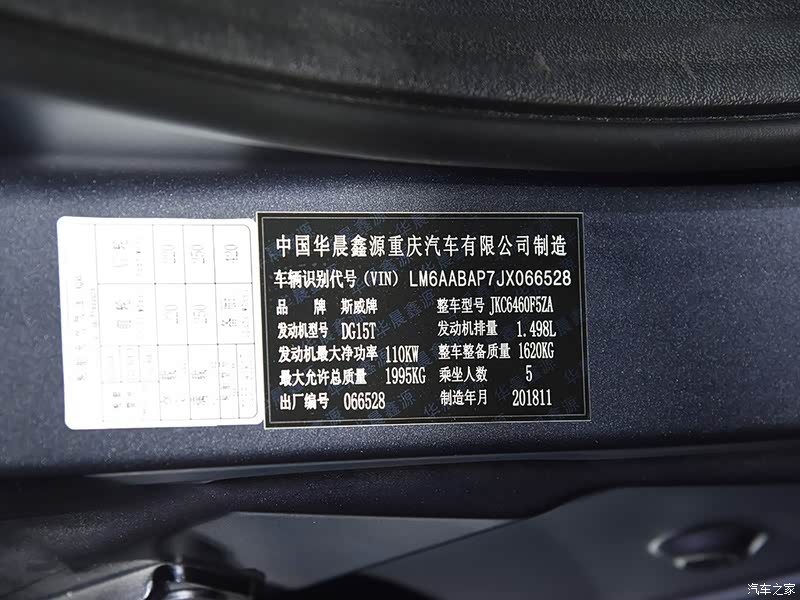 中国华晨鑫源重庆汽车有限公司制造
车辆识别代号(VIN) LM6AABAP7JX066528
品 牌 斯威牌 整车型号 JKC6460F5ZA
发动机型号 DG15T 发动机排量 1.498L
发动机最大净功率 110KW 整车整备质量 1620KG
最大允许总质量 1995KG 乘坐人数 5
出厂编号 066528 制造年月 201811
汽车之家